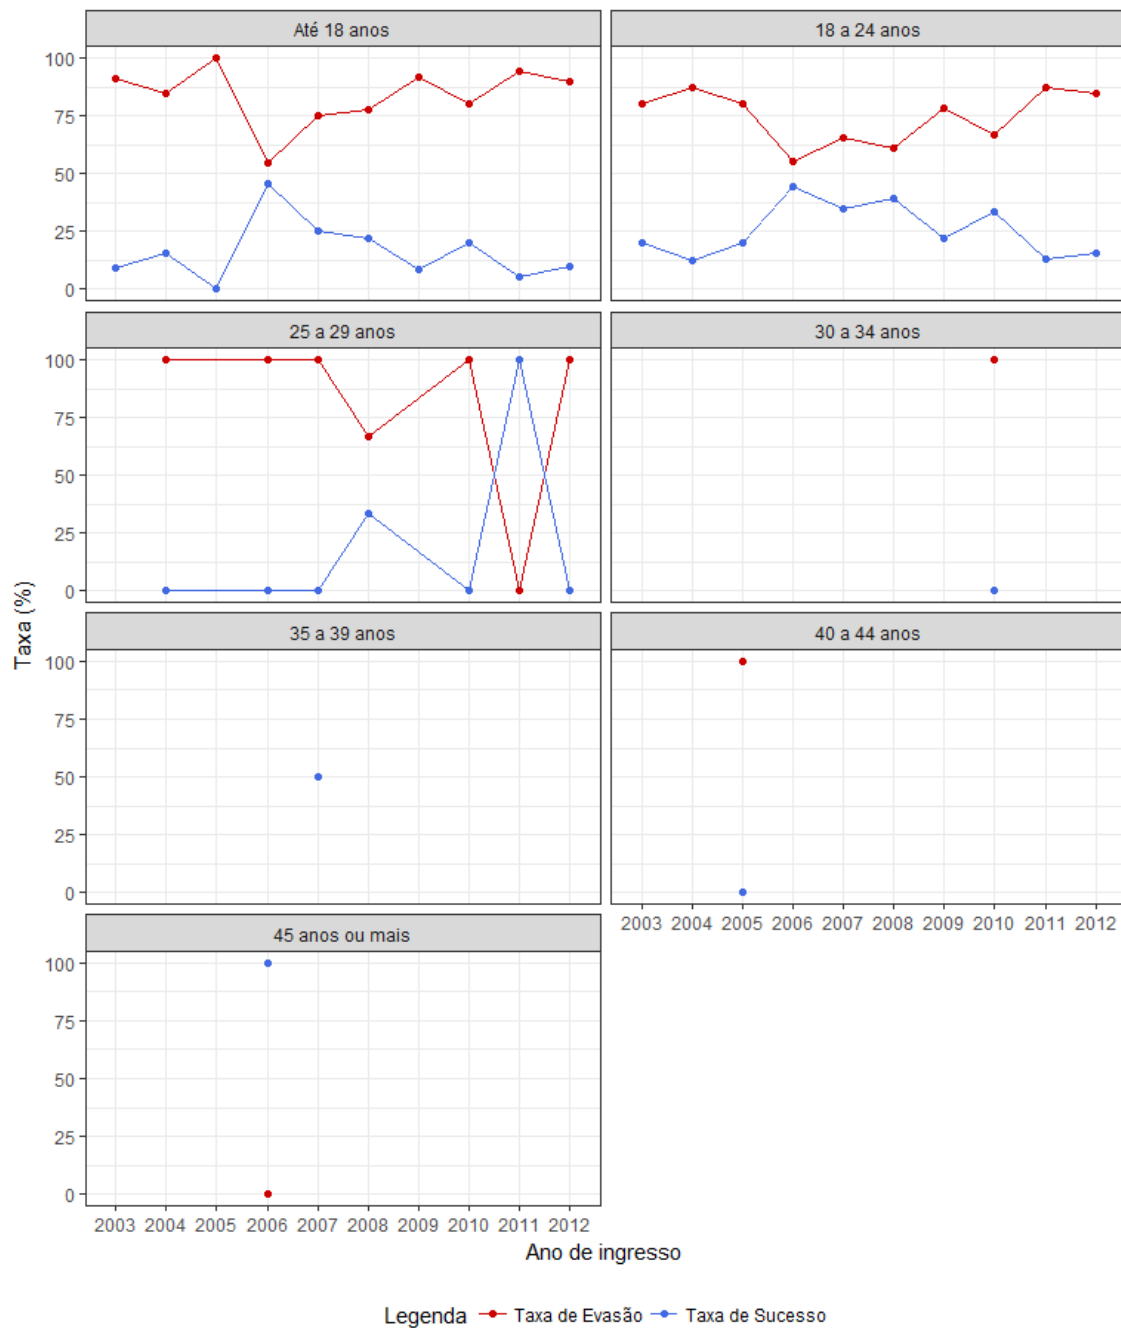 Até 18 anos
18 a 24 anos
100
75
50
25
0
25 a 29 anos
30 a 34 anos
100
75
50
25
0
Taxa (%)
35 a 39 anos
40 a 44 anos
100
75
50
25
0
2003 2004 2005 2006 2007 2008 2009 2010 2011 2012
45 anos ou mais
100
75
50
25
0
2003 2004 2005 2006 2007 2008 2009 2010 2011 2012
Ano de ingresso
Legenda Taxa de Evasão Taxa de Sucesso